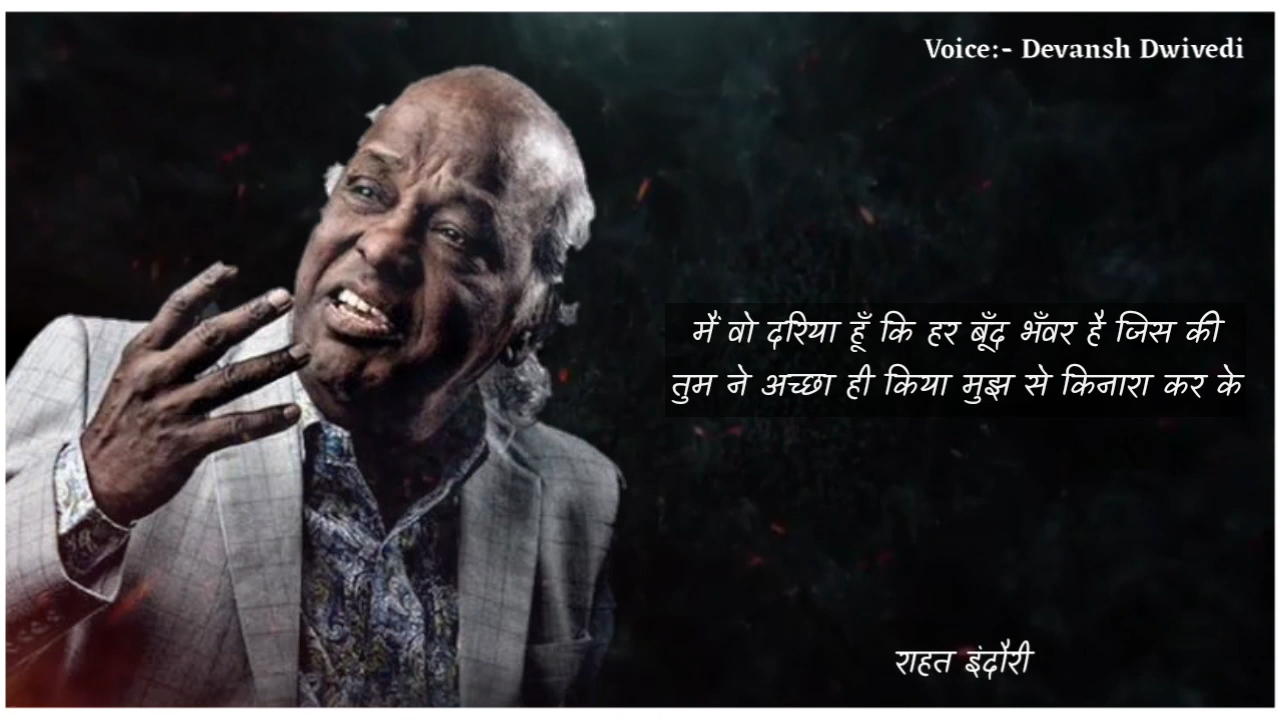 Voice:- Devansh Dwivedi
मैं वो दरिया हूँ कि हर बूँद भँवर है जिस की
तुम ने अच्छा ही किया मुझ से किनारा कर के
राहत इंदौरी